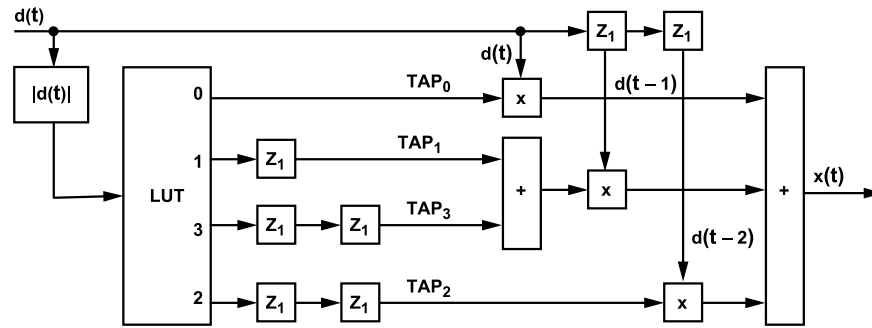 d(t)
Z₁ Z₁
d(t)
|d(t)|
0 TAP₀ x d(t – 1)
1 Z₁ TAP₁
LUT + x + x(t)
3 Z₁ Z₁ TAP₃
d(t – 2)
2 Z₁ Z₁ TAP₂ x